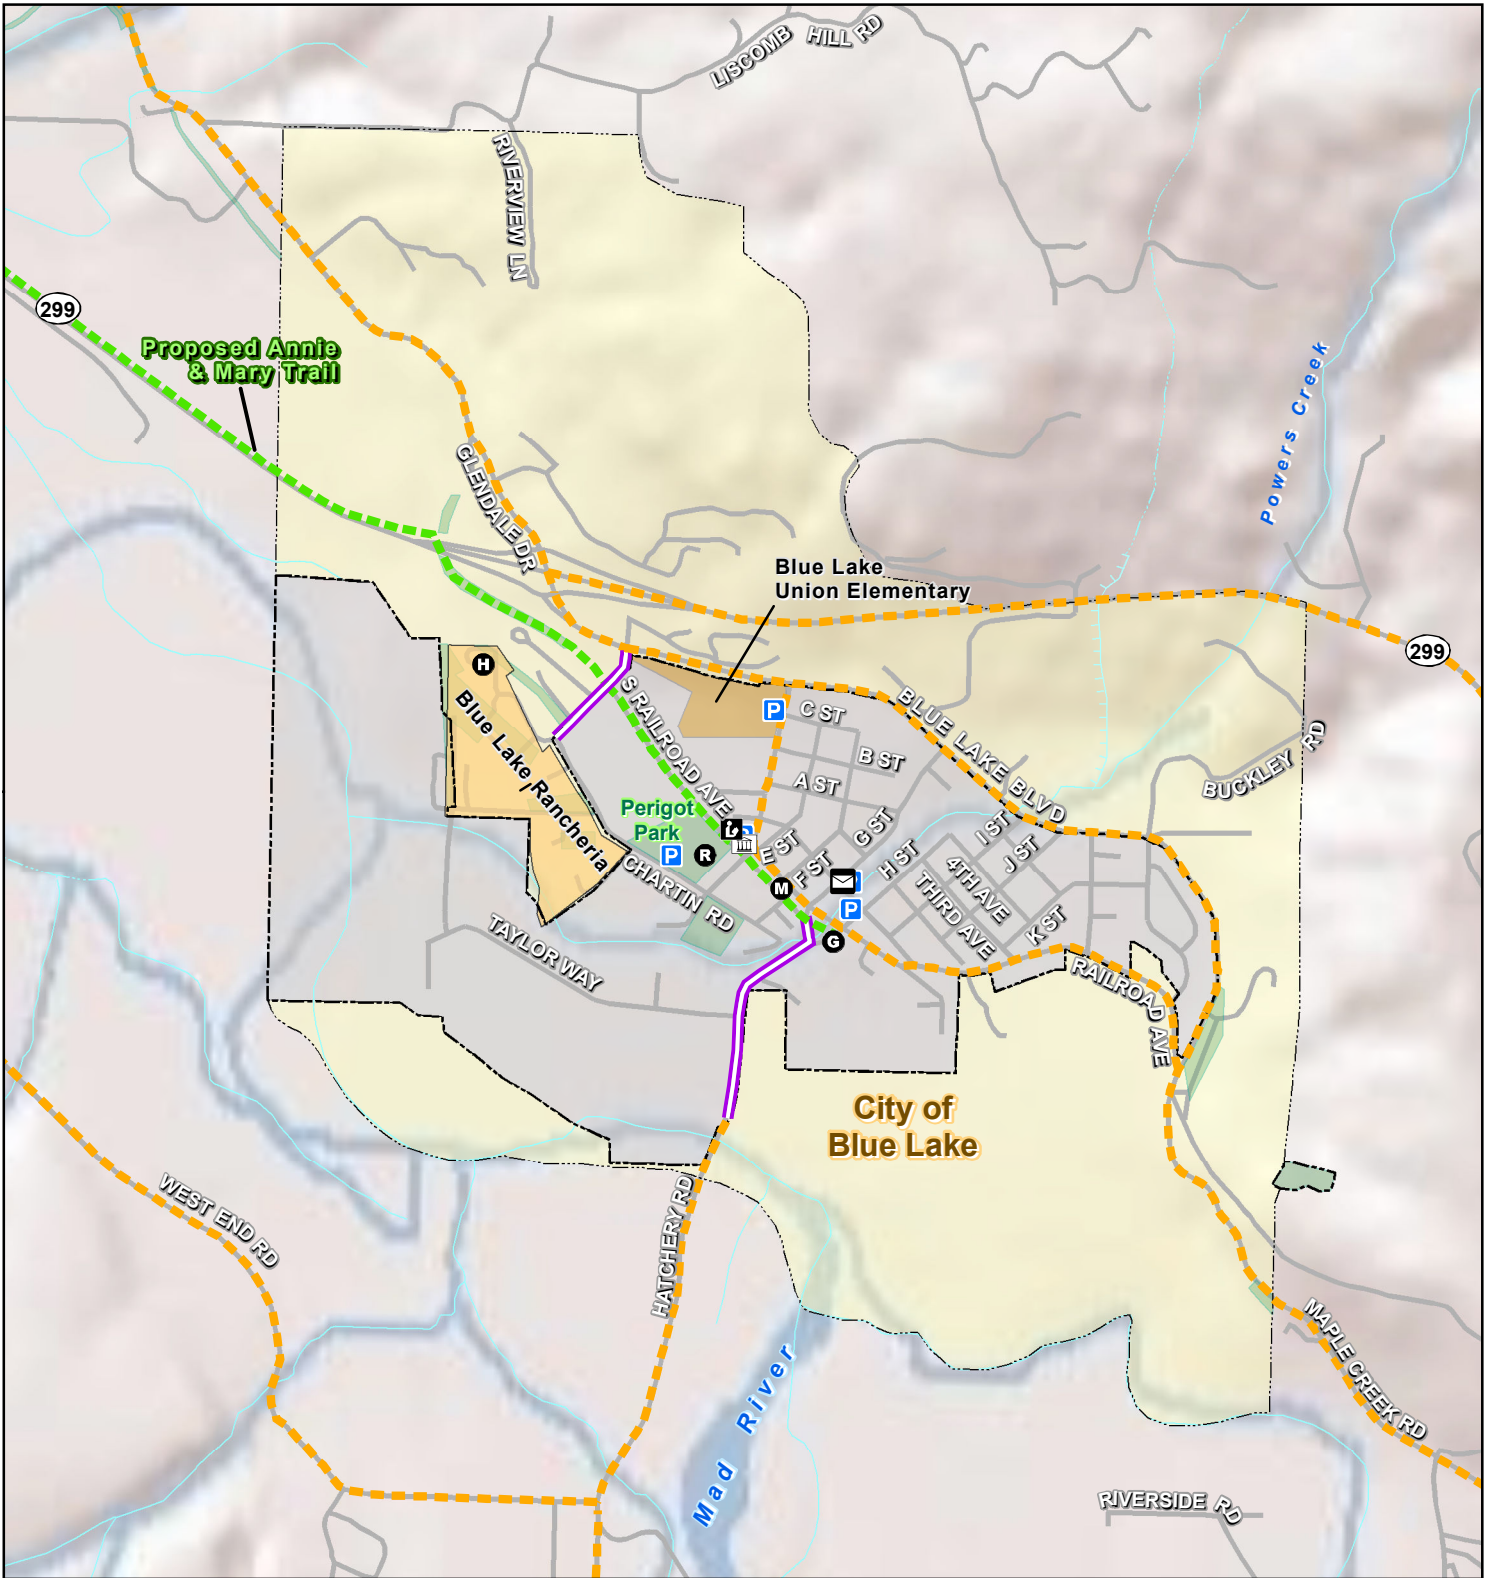 LISCOMB HILL RD
RIVERVIEW LN
299
Proposed Annie
& Mary Trail
Powers Creek
GLENDALE DR
Blue Lake
Union Elementary
299
H
Blue Lake Rancheria
S RAILROAD AVE
P
C ST
BLUE LAKE BLVD
B ST
A ST
BUCKLEY RD
Perigot
Park
P
R
E ST
F ST
G ST
H ST
I ST
J ST
4TH AVE
THIRD AVE
K ST
M
P
G
CHARTIN RD
TAYLOR WAY
RAILROAD AVE
City of
Blue Lake
WEST END RD
HATCHERY RD
MAPLE CREEK RD
Mad River
RIVERSIDE RD